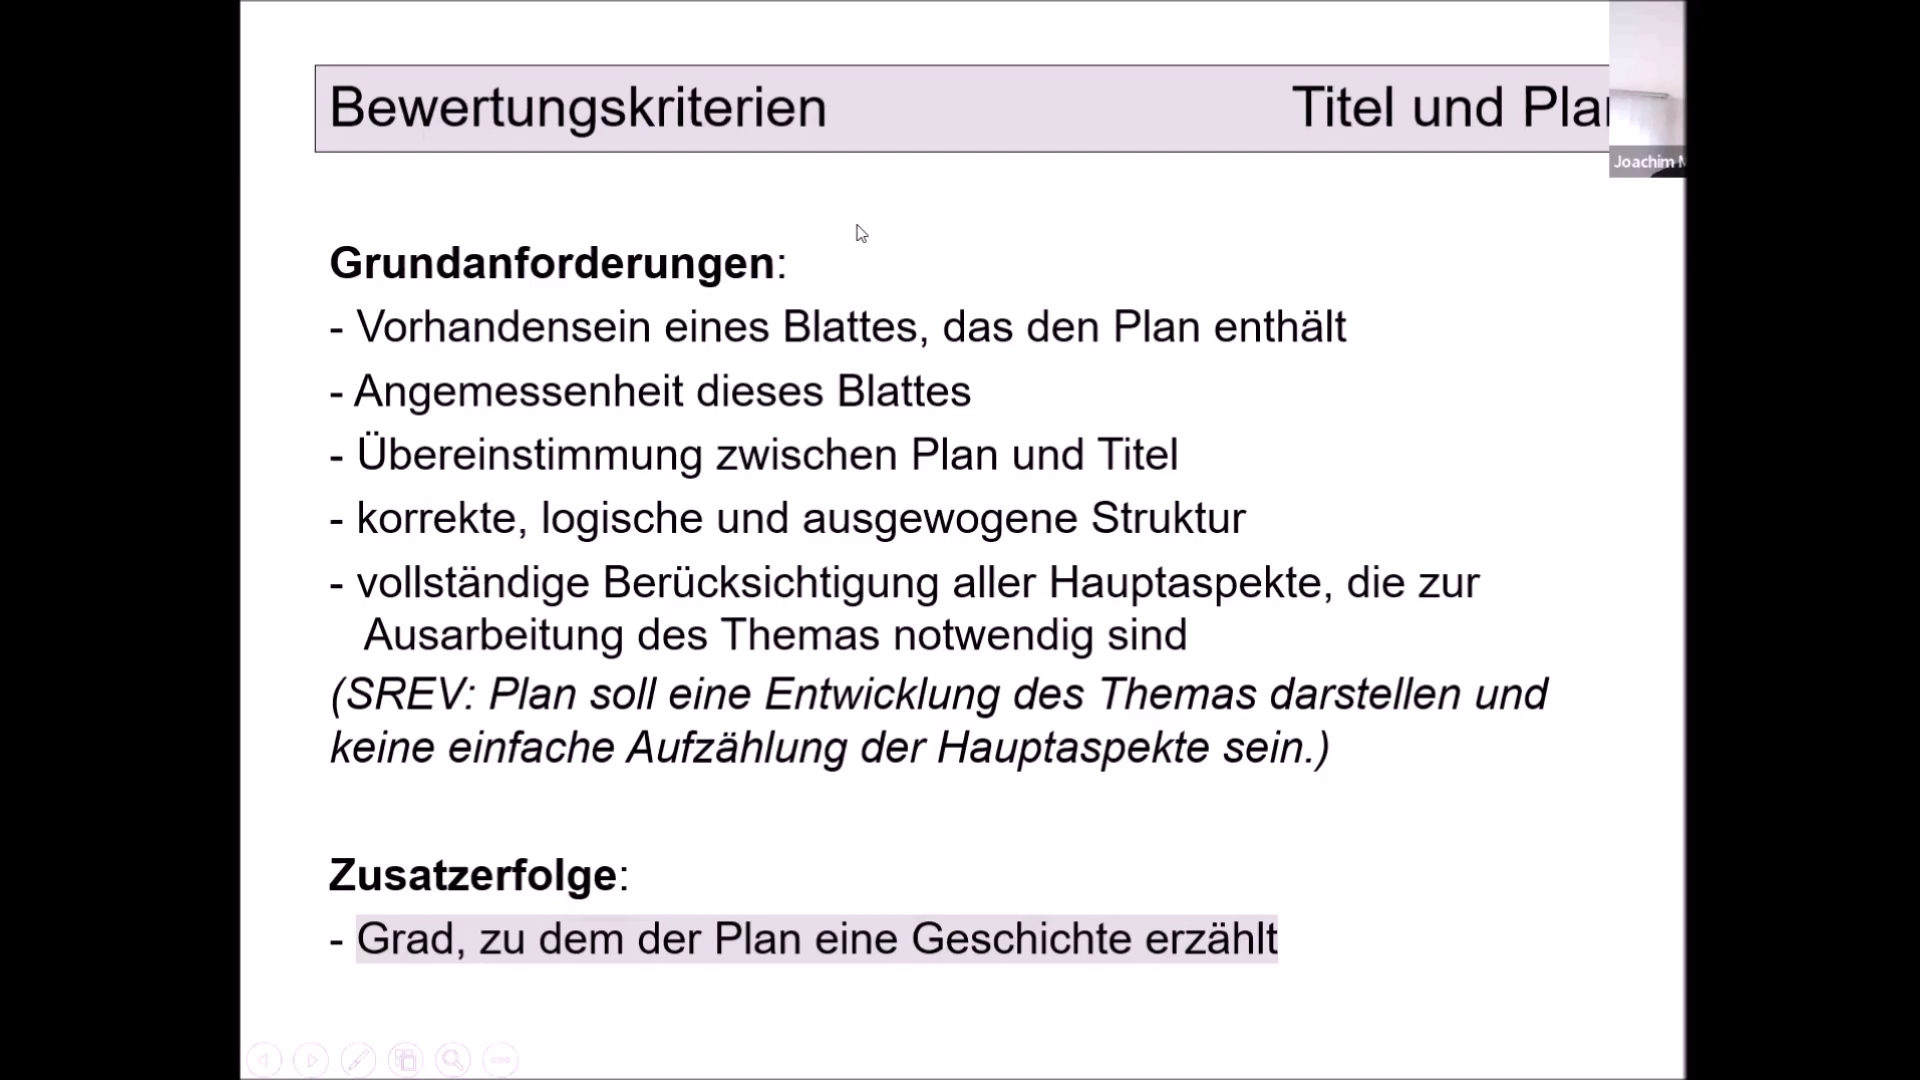 Bewertungskriterien Titel und
Joachim
Grundanforderungen:
- Vorhandensein eines Blattes, das den Plan enthält
- Angemessenheit dieses Blattes
- Übereinstimmung zwischen Plan und Titel
- korrekte, logische und ausgewogene Struktur
- vollständige Berücksichtigung aller Hauptaspekte, die zur
Ausarbeitung des Themas notwendig sind
(SREV: Plan soll eine Entwicklung des Themas darstellen und
keine einfache Aufzählung der Hauptaspekte sein.)
Zusatzerfolge:
- Grad, zu dem der Plan eine Geschichte erzählt